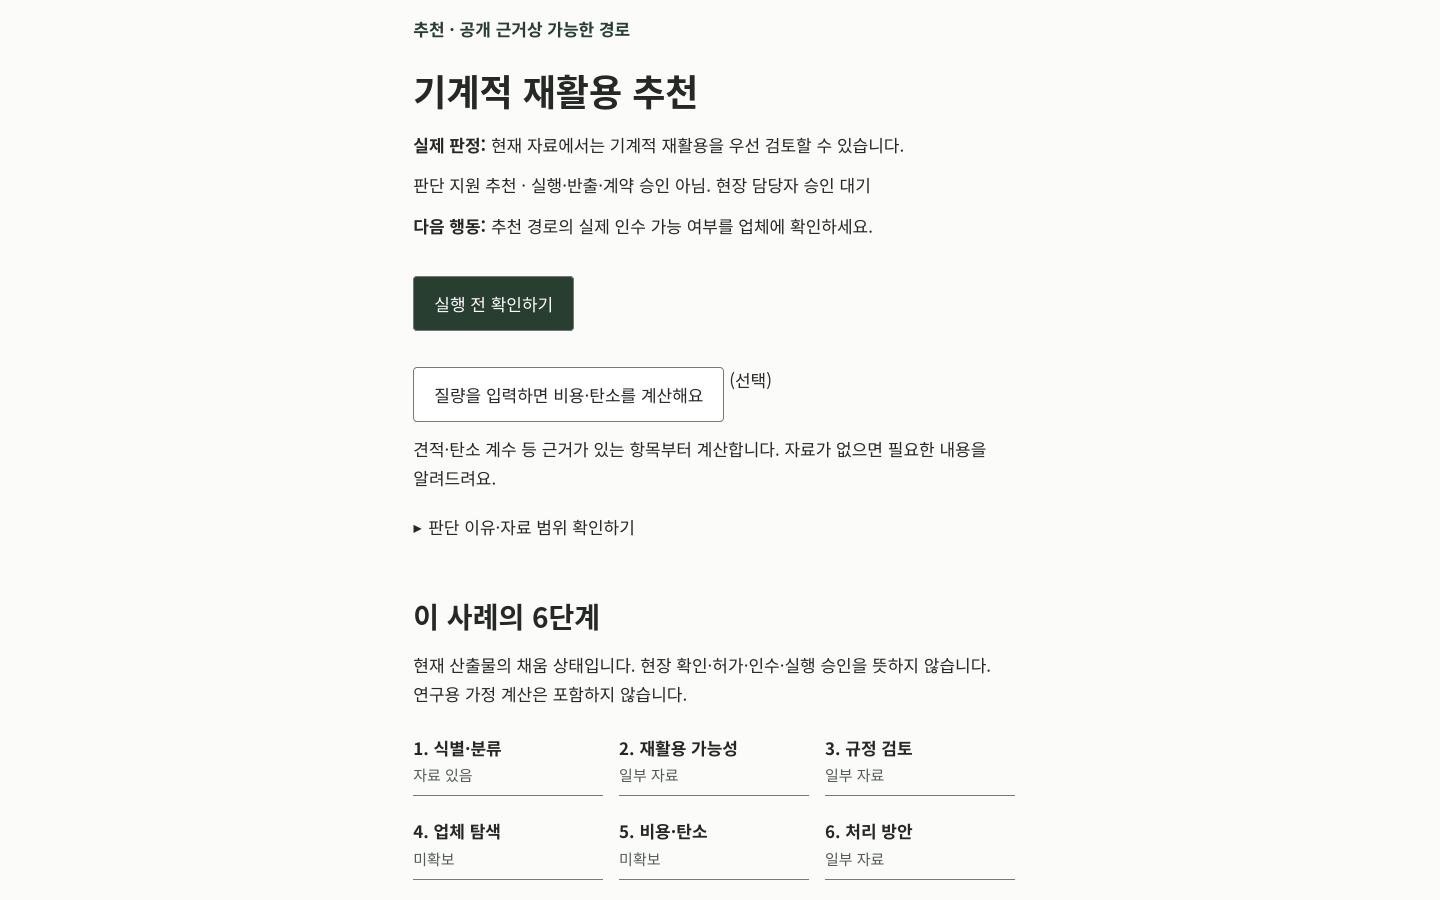 추천 · 공개 근거상 가능한 경로
기계적 재활용 추천
실제 판정: 현재 자료에서는 기계적 재활용을 우선 검토할 수 있습니다.
판단 지원 추천 · 실행·반출·계약 승인 아님. 현장 담당자 승인 대기
다음 행동: 추천 경로의 실제 인수 가능 여부를 업체에 확인하세요.
실행 전 확인하기
질량을 입력하면 비용·탄소를 계산해요 (선택)
견적·탄소 계수 등 근거가 있는 항목부터 계산합니다. 자료가 없으면 필요한 내용을
알려드려요.
▸ 판단 이유·자료 범위 확인하기
이 사례의 6단계
현재 산출물의 채움 상태입니다. 현장 확인·허가·인수·실행 승인을 뜻하지 않습니다.
연구용 가정 계산은 포함하지 않습니다.
1. 식별·분류
자료 있음
2. 재활용 가능성
일부 자료
3. 규정 검토
일부 자료
4. 업체 탐색
미확보
5. 비용·탄소
미확보
6. 처리 방안
일부 자료